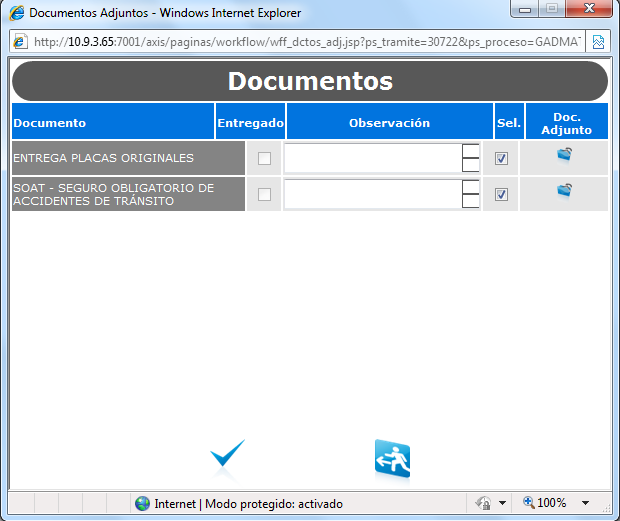 Documentos Adjuntos - Windows Internet Explorer
http://10.9.3.65:7001/axis/paginas/workflow/wff_dctos_adj.jsp?ps_tramite=30722&ps_proceso=GADMAT
Documentos
Documento Entregado Observación Sel. Doc. Adjunto
ENTREGA PLACAS ORIGINALES
SOAT - SEGURO OBLIGATORIO DE
ACCIDENTES DE TRÁNSITO
Internet | Modo protegido: activado 100%